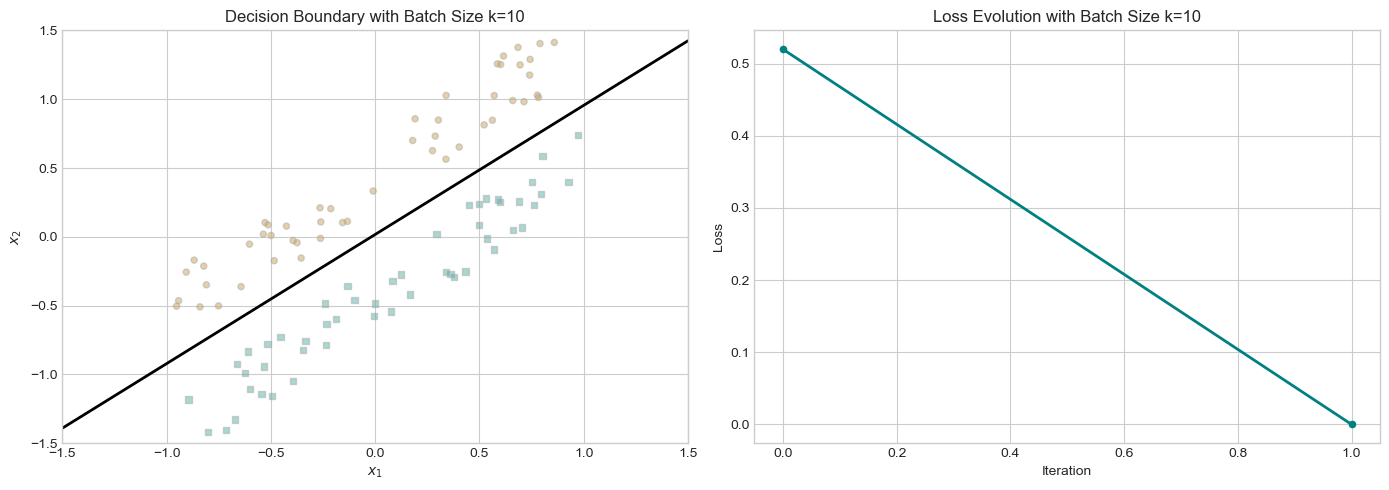 Decision Boundary with Batch Size k=10
1.5
1.0
0.5
0.0
−0.5
−1.0
−1.5
x₂
−1.5 −1.0 −0.5 0.0 0.5 1.0 1.5
x₁
Loss Evolution with Batch Size k=10
0.5
0.4
0.3
0.2
0.1
0.0
Loss
0.0 0.2 0.4 0.6 0.8 1.0
Iteration